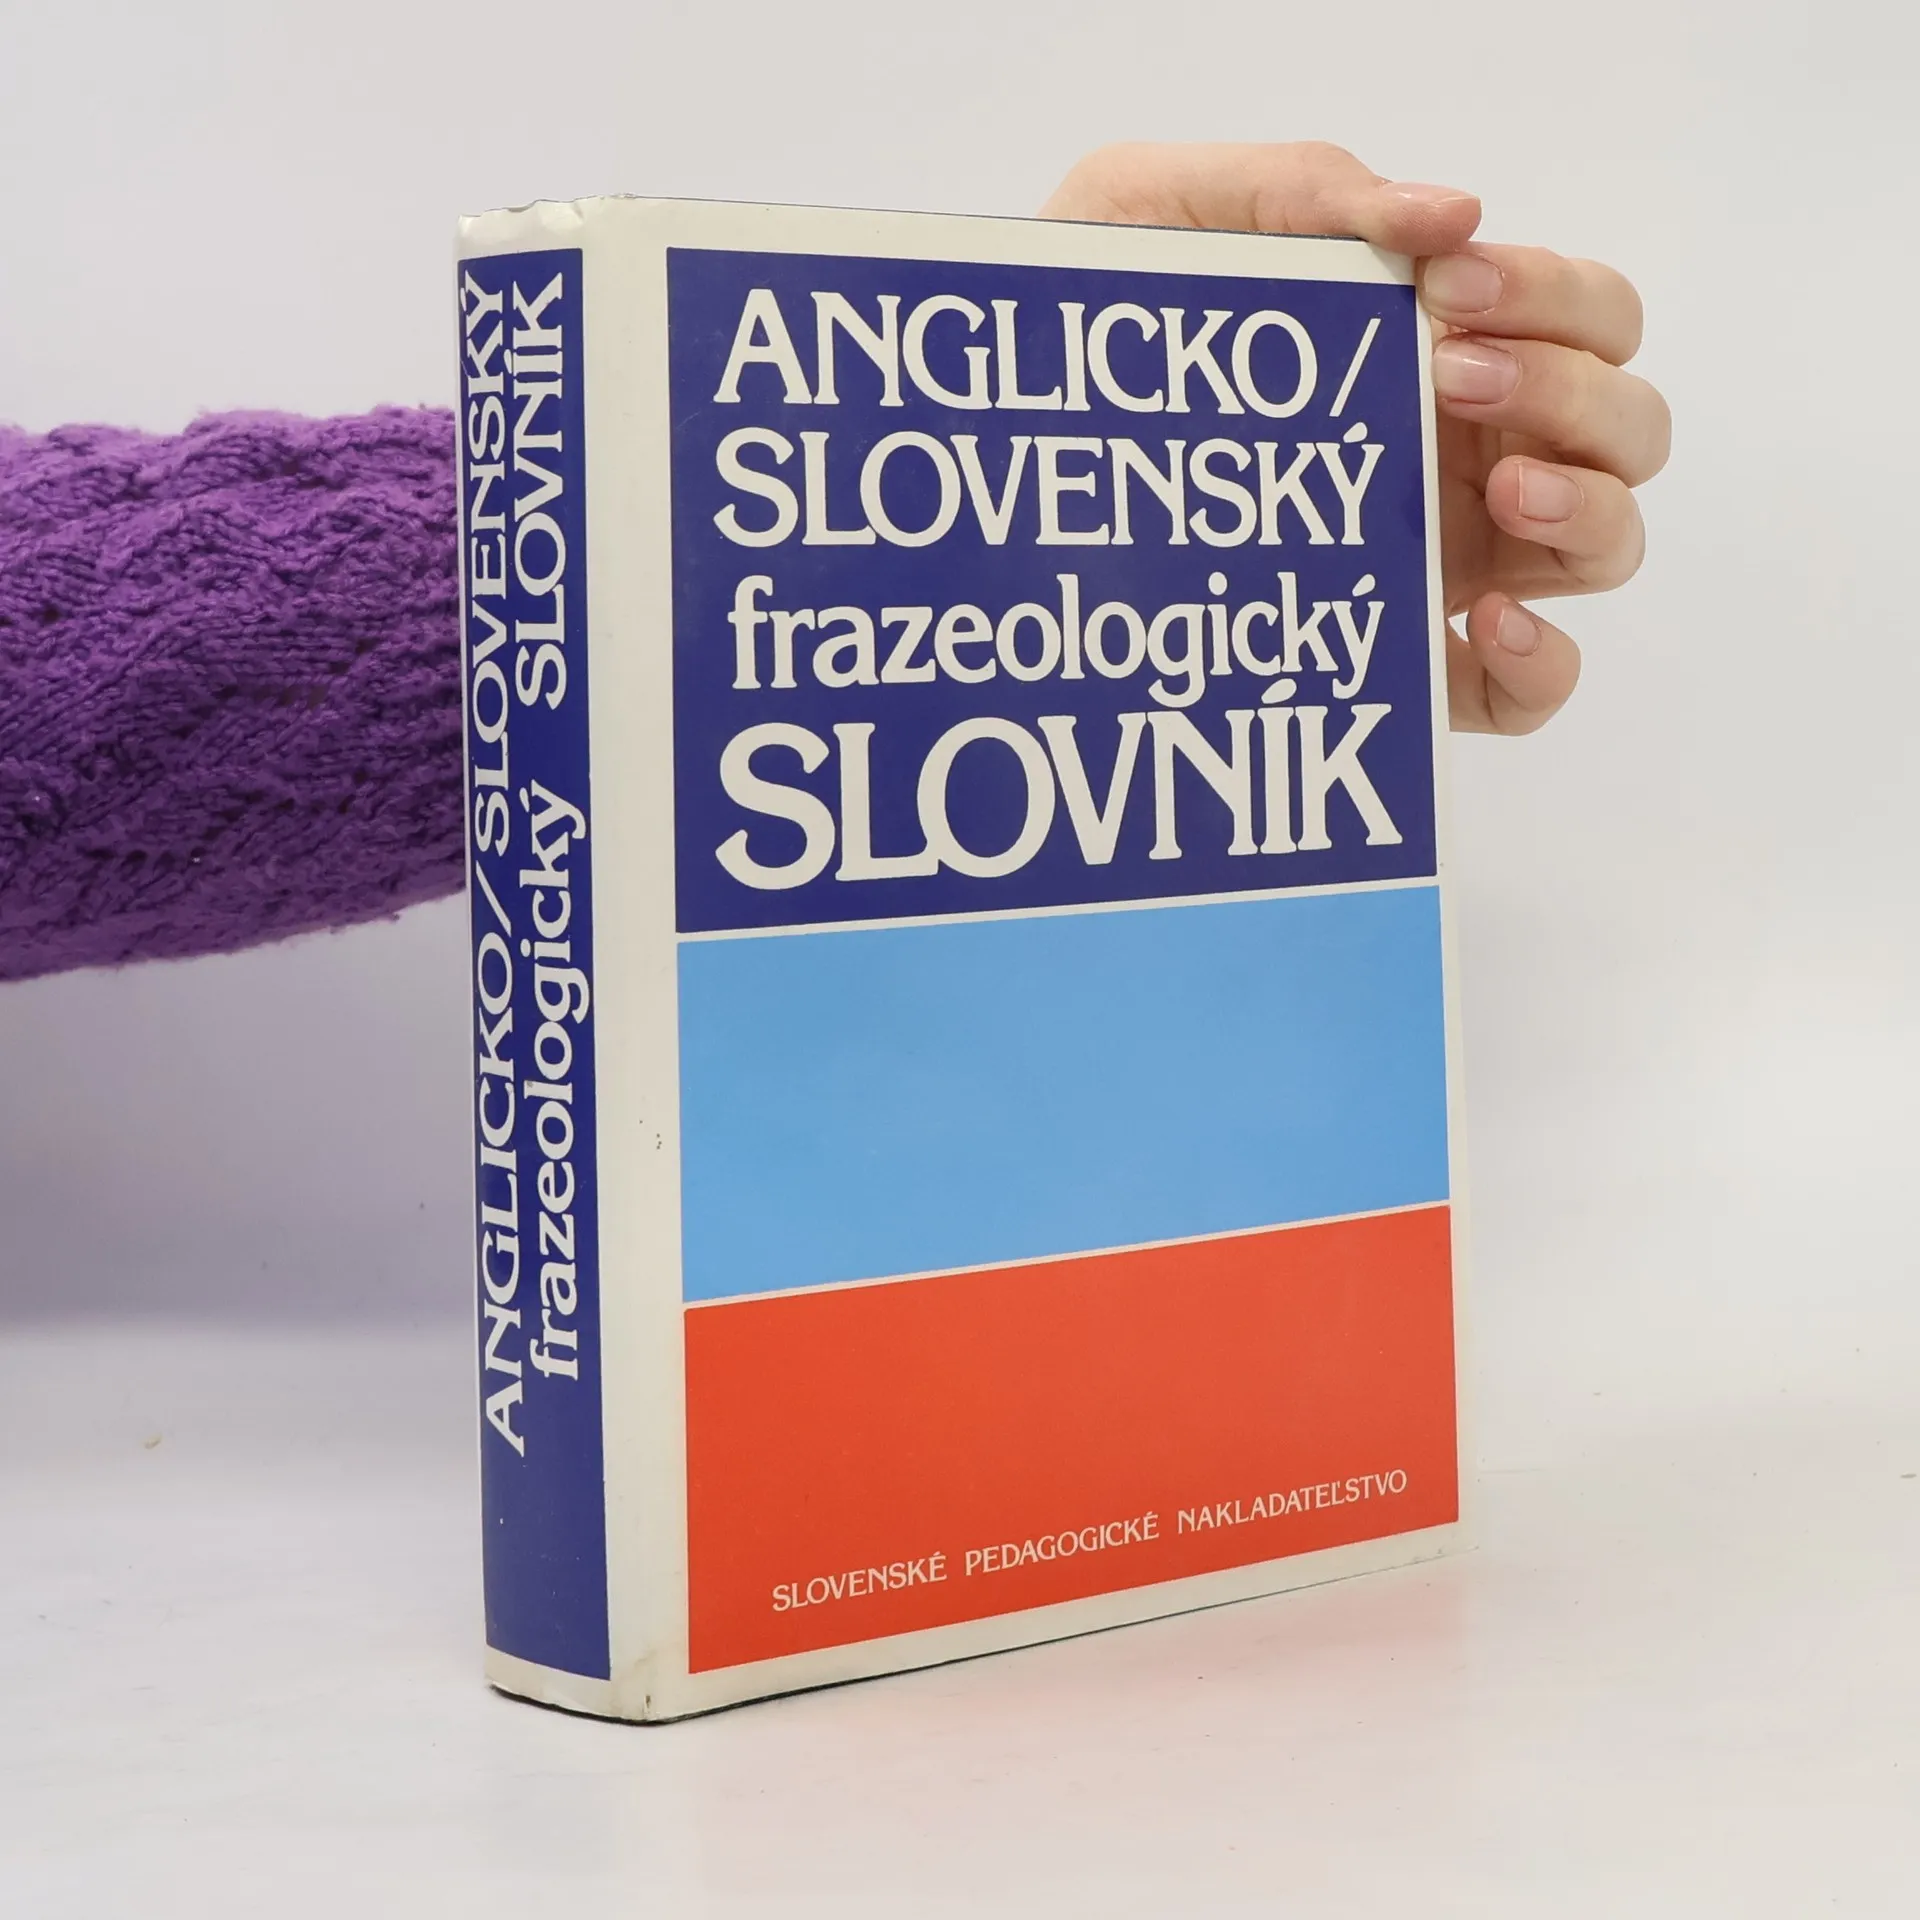 ANGLICKO/SLOVENSKÝ
frazeologický SLOVNÍK
ANGLICKO/
SLOVENSKÝ
frazeologický
SLOVNÍK
SLOVENSKÉ PEDAGOGICKÉ NAKLADATEĽSTVO